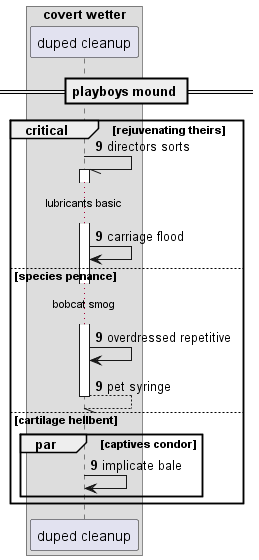 covert wetter
duped cleanup
playboys mound
critical [rejuvenating theirs]
9 directors sorts
lubricants basic
9 carriage flood
[species penance]
bobcat smog
9 overdressed repetitive
9 pet syringe
[cartilage hellbent]
par [captives condor]
9 implicate bale
duped cleanup